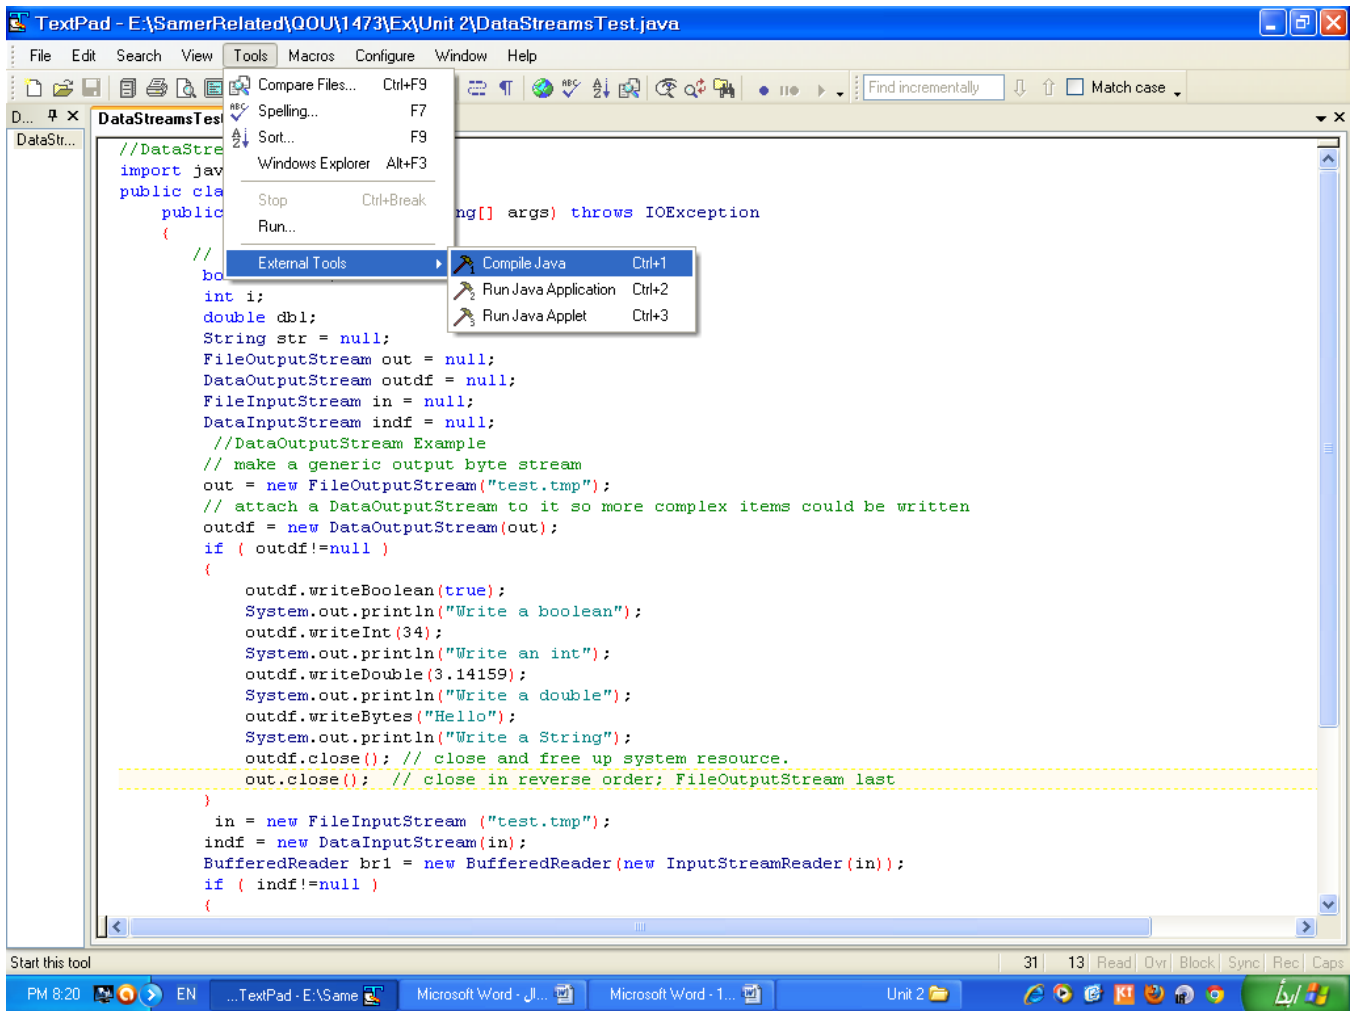 TextPad - E:\SamerRelated\QOU\1473\Ex\Unit 2\DataStreamsTest.java
File Edit Search View Tools Macros Configure Window Help
Find incrementally Match case
Compare Files... Ctrl+F9
Spelling... F7
Sort... F9
Windows Explorer Alt+F3
Stop Ctrl+Break
Run...
External Tools
Compile Java Ctrl+1
Run Java Application Ctrl+2
Run Java Applet Ctrl+3
D...
DataStr...
DataStreamsTes
//DataStre
import jav
public cla
public ng[] args) throws IOException
{
//
bo
int i;
double dbl;
String str = null;
FileOutputStream out = null;
DataOutputStream outdf = null;
FileInputStream in = null;
DataInputStream indf = null;
//DataOutputStream Example
// make a generic output byte stream
out = new FileOutputStream("test.tmp");
// attach a DataOutputStream to it so more complex items could be written
outdf = new DataOutputStream(out);
if ( outdf!=null )
{
outdf.writeBoolean(true);
System.out.println("Write a boolean");
outdf.writeInt(34);
System.out.println("Write an int");
outdf.writeDouble(3.14159);
System.out.println("Write a double");
outdf.writeBytes("Hello");
System.out.println("Write a String");
outdf.close(); // close and free up system resource.
out.close(); // close in reverse order; FileOutputStream last
}
in = new FileInputStream ("test.tmp");
indf = new DataInputStream(in);
BufferedReader br1 = new BufferedReader(new InputStreamReader(in));
if ( indf!=null )
{
Start this tool 31 13 Read Ovr Block Sync Rec Caps
PM 8:20 EN ...TextPad - E:\Same Microsoft Word - ال... Microsoft Word - 1... Unit 2 ابدأ